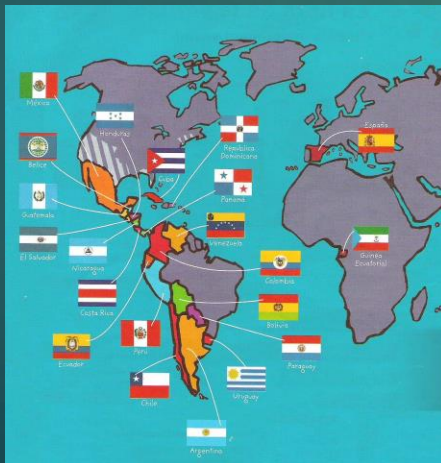 México
Honduras
España
República
Dominicana
Belice
Cuba
Panamá
Guatemala
El Salvador
Nicaragua
Venezuela
Guinea
Ecuatorial
Colombia
Costa Rica
Bolivia
Ecuador
Perú
Paraguay
Chile
Uruguay
Argentina